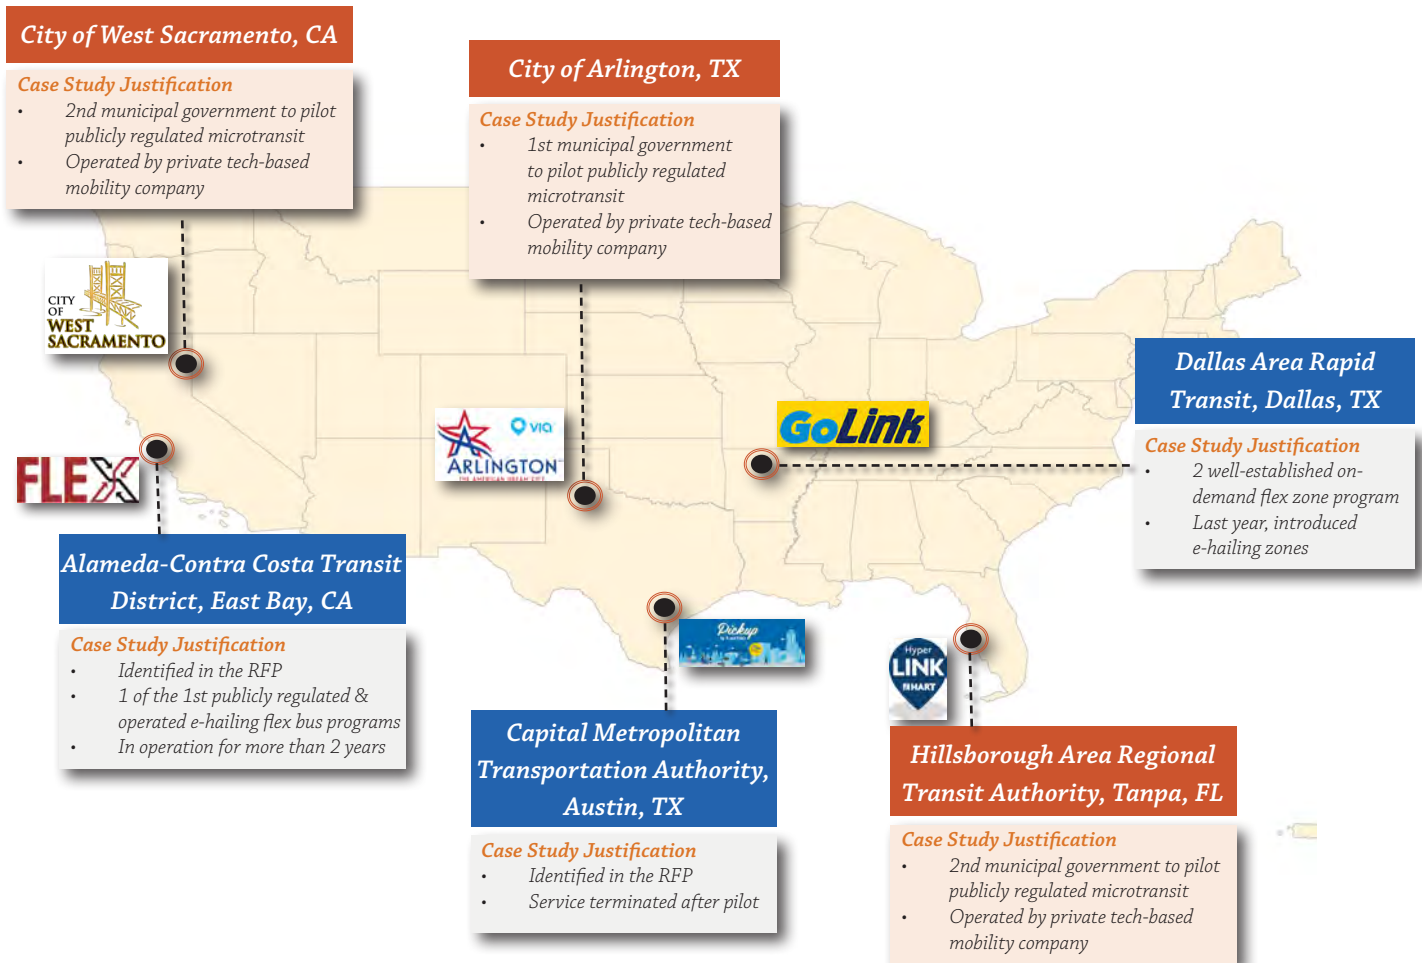 City of West Sacramento, CA
Case Study Justification
• 2nd municipal government to pilot
publicly regulated microtransit
• Operated by private tech-based
mobility company
City of Arlington, TX
Case Study Justification
• 1st municipal government
to pilot publicly regulated
microtransit
• Operated by private tech-based
mobility company
CITY
OF
WEST
SACRAMENTO
Dallas Area Rapid
Transit, Dallas, TX
Case Study Justification
• 2 well-established on-
demand flex zone program
• Last year, introduced
e-hailing zones
via
ARLINGTON
THE AMERICAN DREAM CITY
GoLink
FLEX
Alameda-Contra Costa Transit
District, East Bay, CA
Case Study Justification
• Identified in the RFP
• 1 of the 1st publicly regulated &
operated e-hailing flex bus programs
• In operation for more than 2 years
Pickup
Capital Metropolitan
Transportation Authority,
Austin, TX
Case Study Justification
• Identified in the RFP
• Service terminated after pilot
Hyper
LINK
HART
Hillsborough Area Regional
Transit Authority, Tanpa, FL
Case Study Justification
• 2nd municipal government to pilot
publicly regulated microtransit
• Operated by private tech-based
mobility company